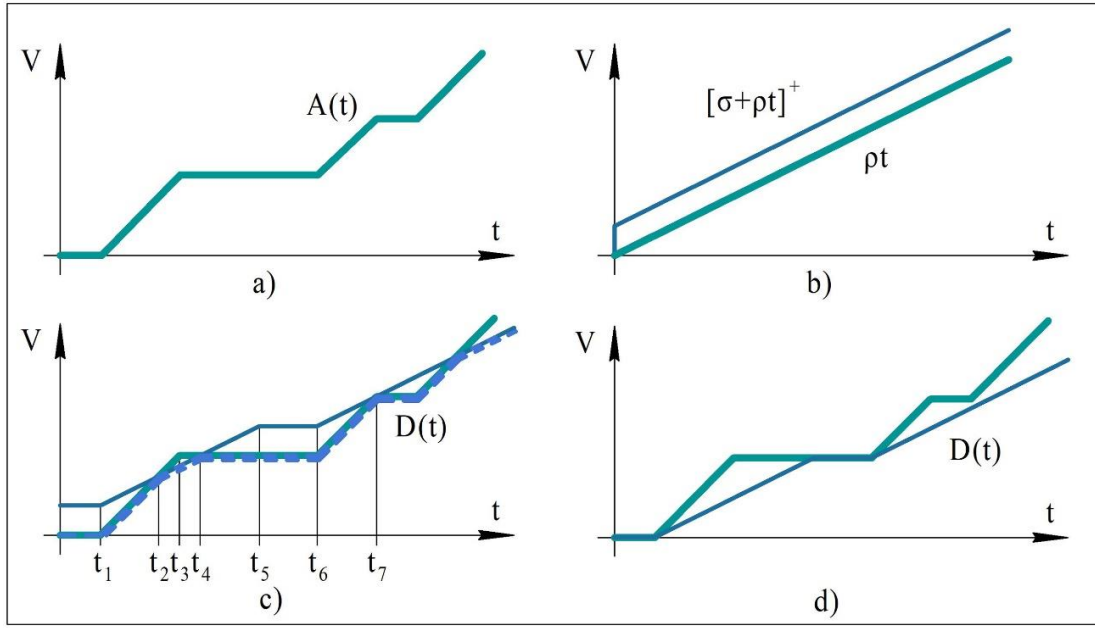 V
A(t)
t
a)
V
[σ+ρt]⁺
ρt
t
b)
V
D(t)
t
t₁ t₂ t₃ t₄ t₅ t₆ t₇
c)
V
D(t)
t
d)